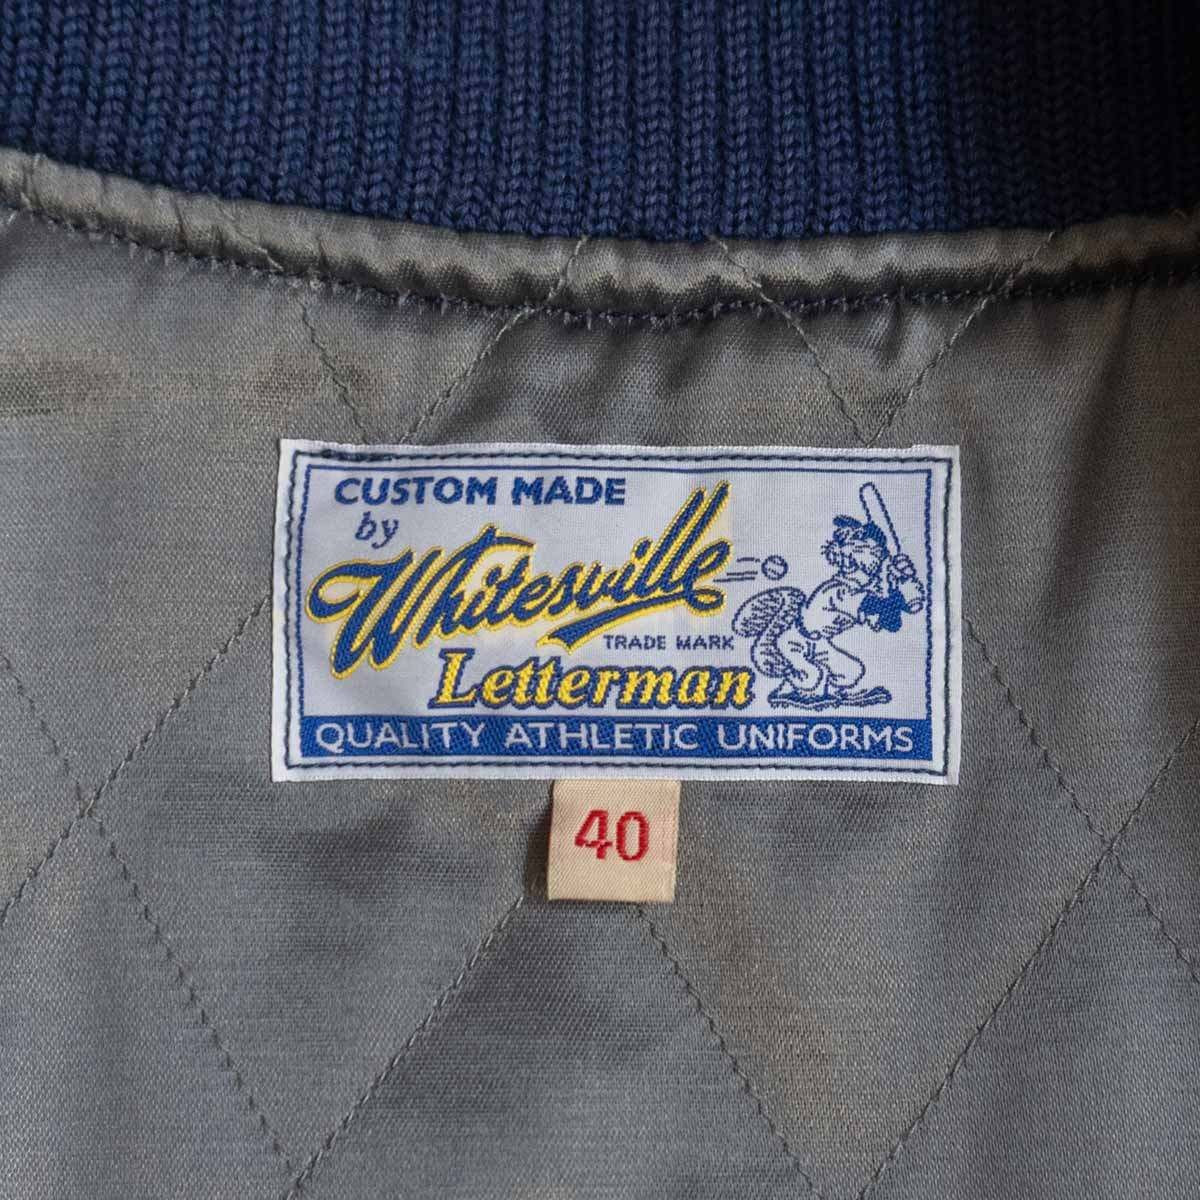 CUSTOM MADE
by
Whitesville
TRADE MARK
Letterman
QUALITY ATHLETIC UNIFORMS
40